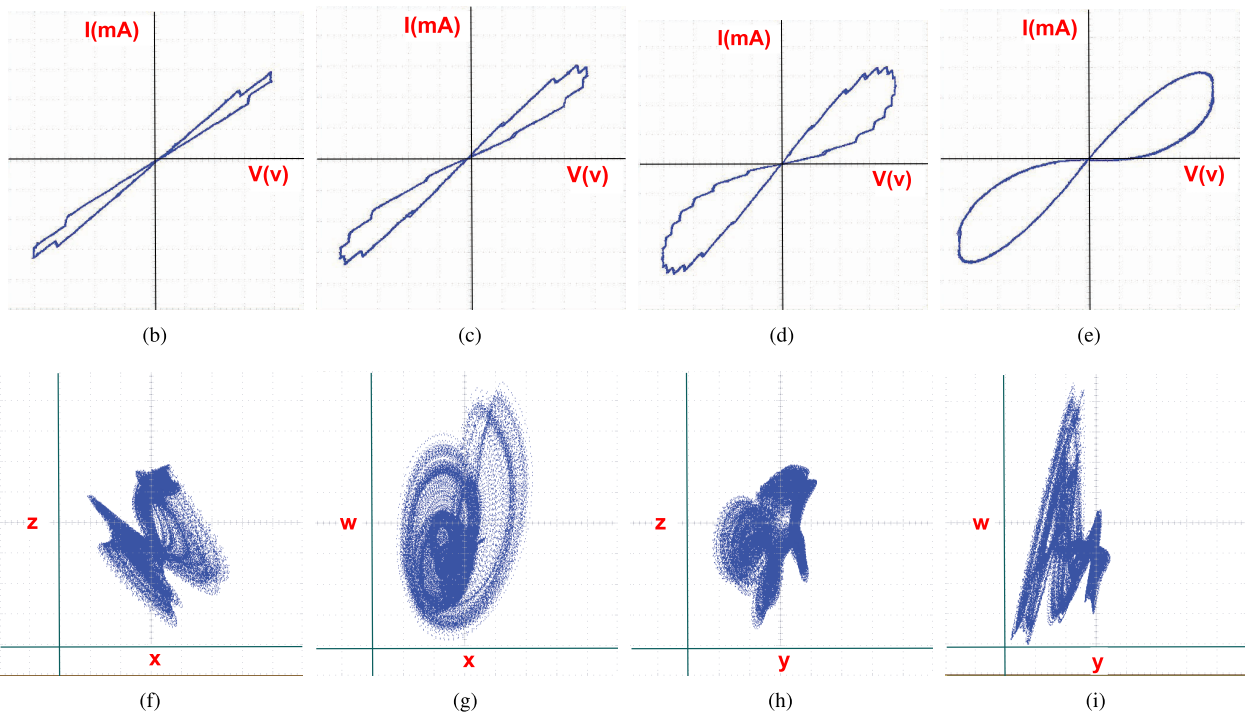 I(mA)
V(v)
(b)
I(mA)
V(v)
(c)
I(mA)
V(v)
(d)
I(mA)
V(v)
(e)
z
x
(f)
w
x
(g)
z
y
(h)
w
y
(i)